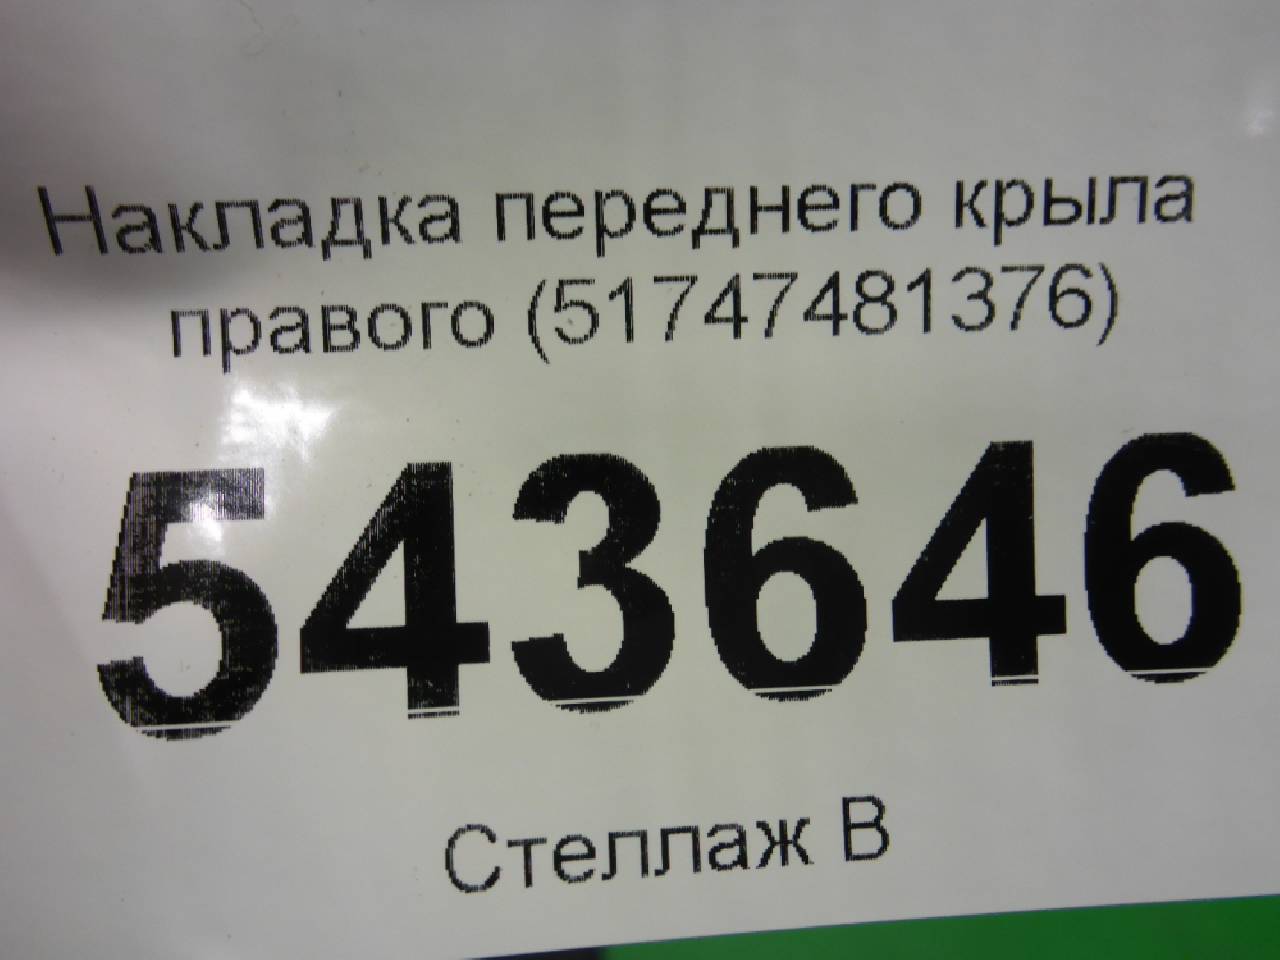 Накладка переднего крыла
правого (51747481376)
543646
Стеллаж В